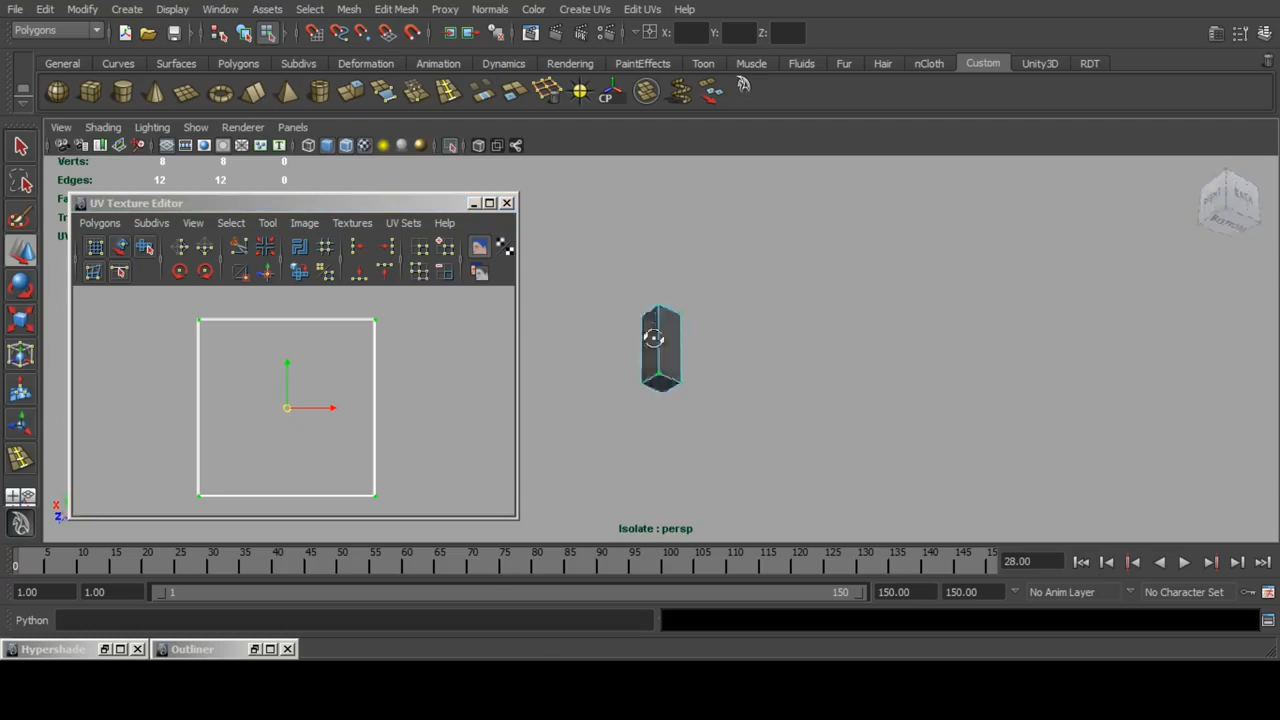 File Edit Modify Create Display Window Assets Select Mesh Edit Mesh Proxy Normals Color Create UVs Edit UVs Help
Polygons X: Y: Z:
General Curves Surfaces Polygons Subdivs Deformation Animation Dynamics Rendering PaintEffects Toon Muscle Fluids Fur Hair nCloth Custom Unity3D RDT
CP
View Shading Lighting Show Renderer Panels
Verts: 8 8 0
Edges: 12 12 0
UV Texture Editor
Polygons Subdivs View Select Tool Image Textures UV Sets Help
X
Z
Isolate : persp
0 5 10 15 20 25 30 35 40 45 50 55 60 65 70 75 80 85 90 95 100 105 110 115 120 125 130 135 140 145 15 28.00
1.00 1.00 1 150 150.00 150.00 No Anim Layer No Character Set
Python
Hypershade Outliner